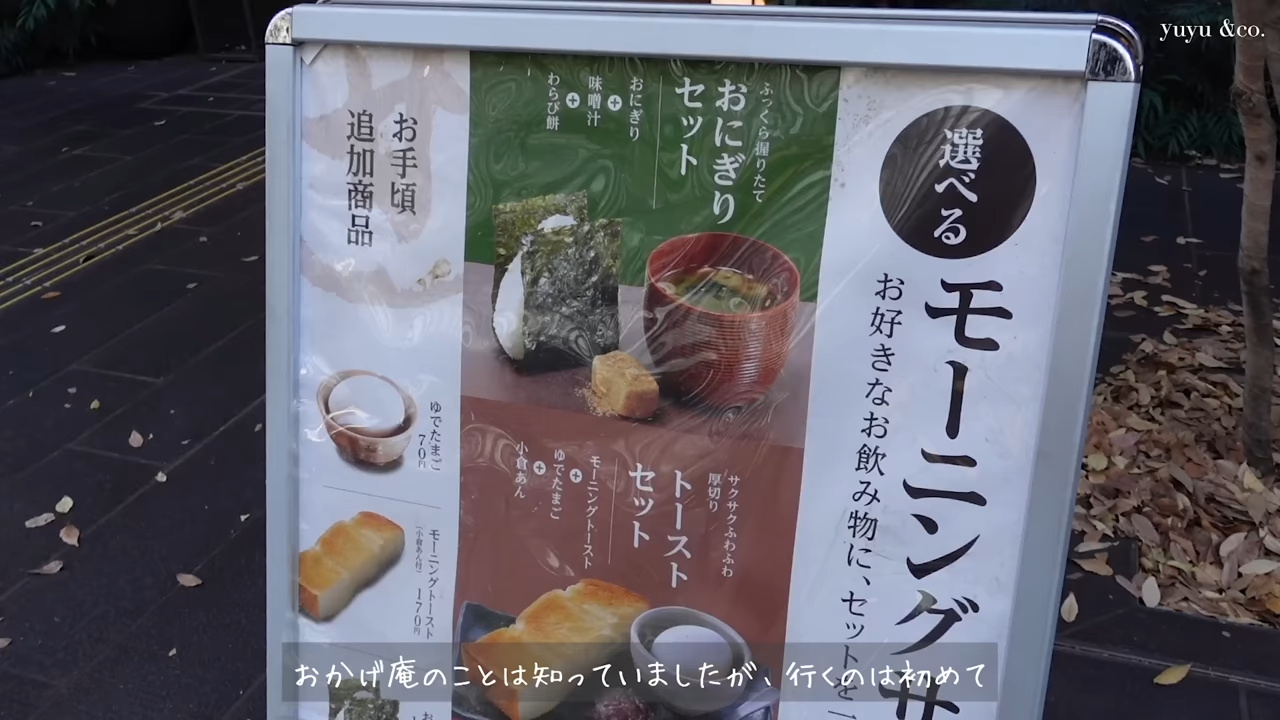 yuyu &co.
選べる
モーニングサ
お好きなお飲み物に、セットを
ふっくら握りたて
おにぎり
セット
おにぎり
+
味噌汁
+
わらび餅
サクサクふわふわ
厚切り
トースト
セット
モーニングトースト
+
ゆでたまご
+
小倉あん
お手頃
追加商品
ゆでたまご
70円
モーニングトースト
(小倉あん付)
170円
お
おかげ庵のことは知っていましたが、行くのは初めて